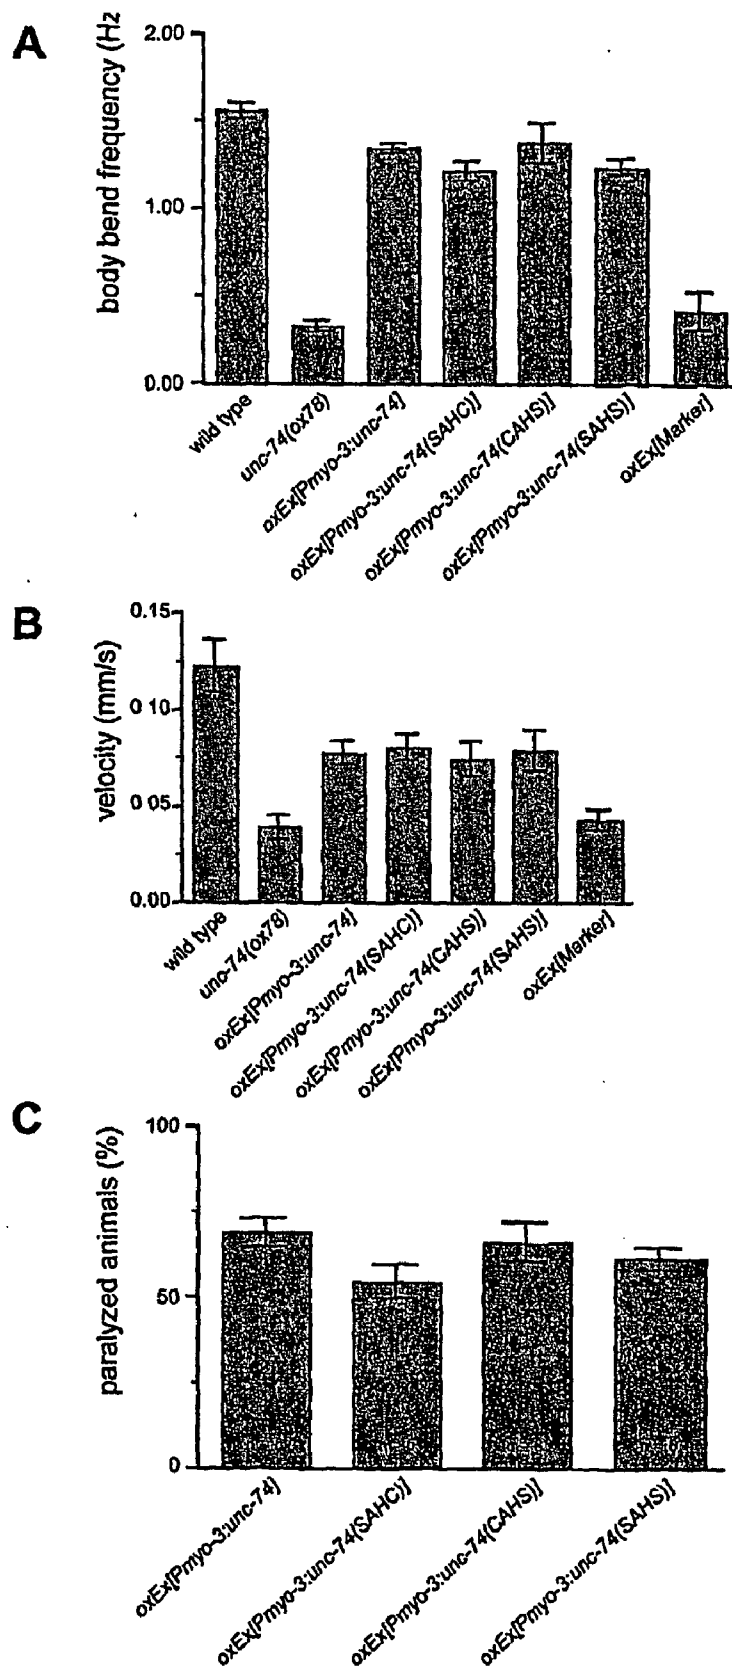 A
body bend frequency (Hz
2.00
1.00
0.00
wild type
unc-74(ox78)
oxEx[Pmyo-3:unc-74]
oxEx[Pmyo-3:unc-74(SAHC)]
oxEx[Pmyo-3:unc-74(CAHS)]
oxEx[Pmyo-3:unc-74(SAHS)]
oxEx[Marker]
B
velocity (mm/s)
0.15
0 10
0 05
0.00
wild type
unc-74(ox78)
oxEx[Pmyo-3:unc-74]
oxEx[Pmyo-3:unc-74(SAHC)]
oxEx[Pmyo-3:unc-74(CAHS)]
oxEx[Pmyo-3:unc-74(SAHS)]
oxEx[Marker]
C
paralyzed animals (%)
100
50
0
oxEx[Pmyo-3:unc-74]
oxEx[Pmyo-3:unc-74(SAHC)]
oxEx[Pmyo-3:unc-74(CAHS)]
oxEx[Pmyo-3:unc-74(SAHS)]